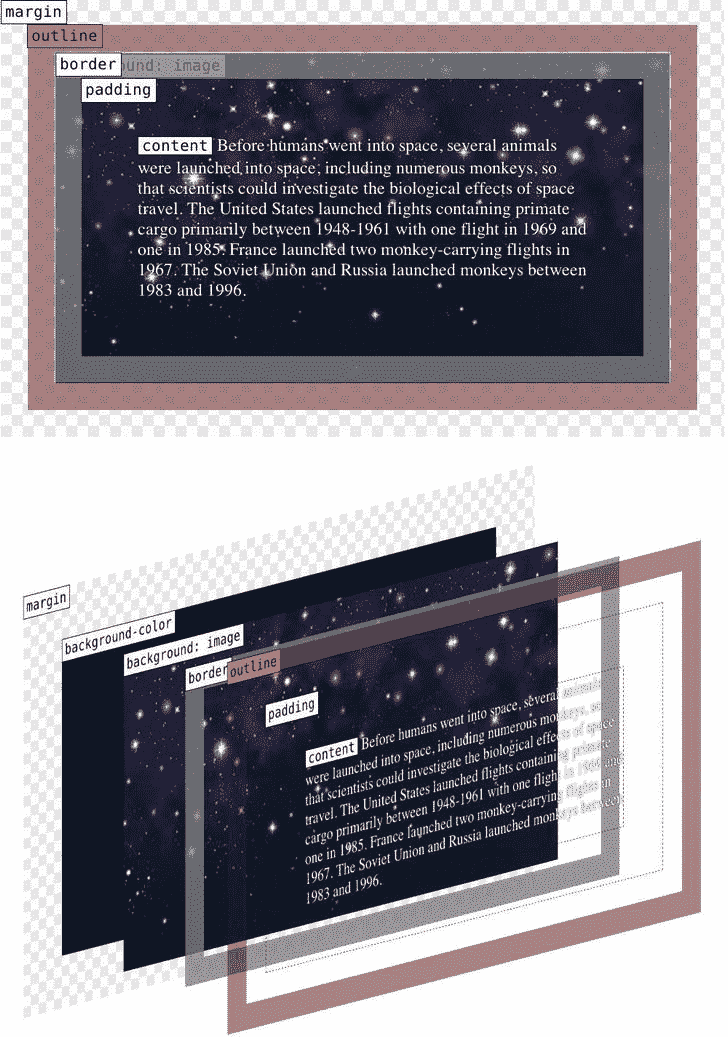 margin
outline
border ound: image
padding
content Before humans went into space, several animals
were launched into space, including numerous monkeys, so
that scientists could investigate the biological effects of space
travel. The United States launched flights containing primate
cargo primarily between 1948-1961 with one flight in 1969 and
one in 1985. France launched two monkey-carrying flights in
1967. The Soviet Union and Russia launched monkeys between
1983 and 1996.
margin
background-color
background: image
border
outline
padding
content Before humans went into space, several animals
were launched into space, including numerous monkeys, so
that scientists could investigate the biological effects of space
travel. The United States launched flights containing primate
cargo primarily between 1948-1961 with one flight in 1969 and
one in 1985. France launched two monkey-carrying flights in
1967. The Soviet Union and Russia launched monkeys between
1983 and 1996.